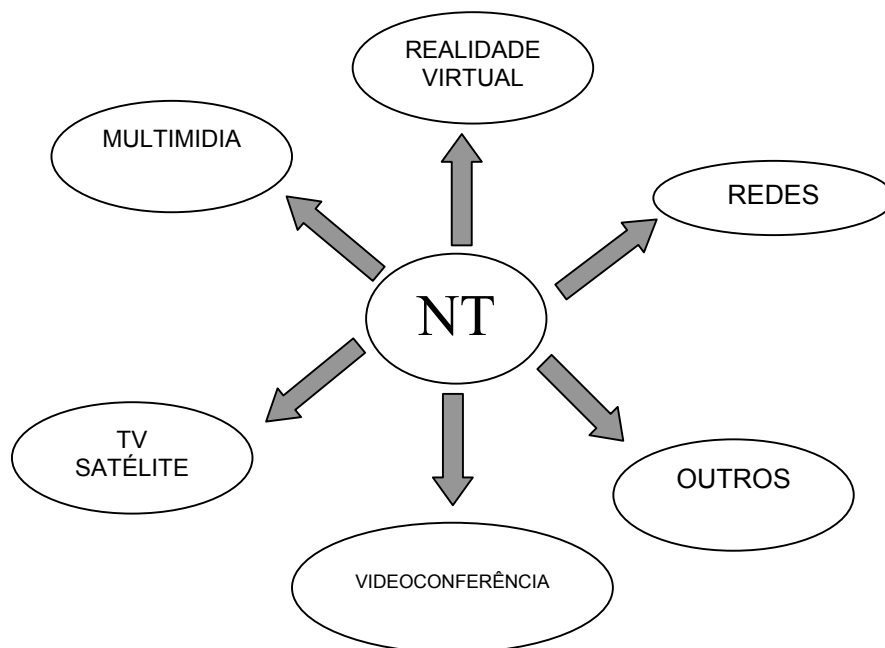 REALIDADE
VIRTUAL
MULTIMIDIA
REDES
NT
TV
SATÉLITE
OUTROS
VIDEOCONFERÊNCIA